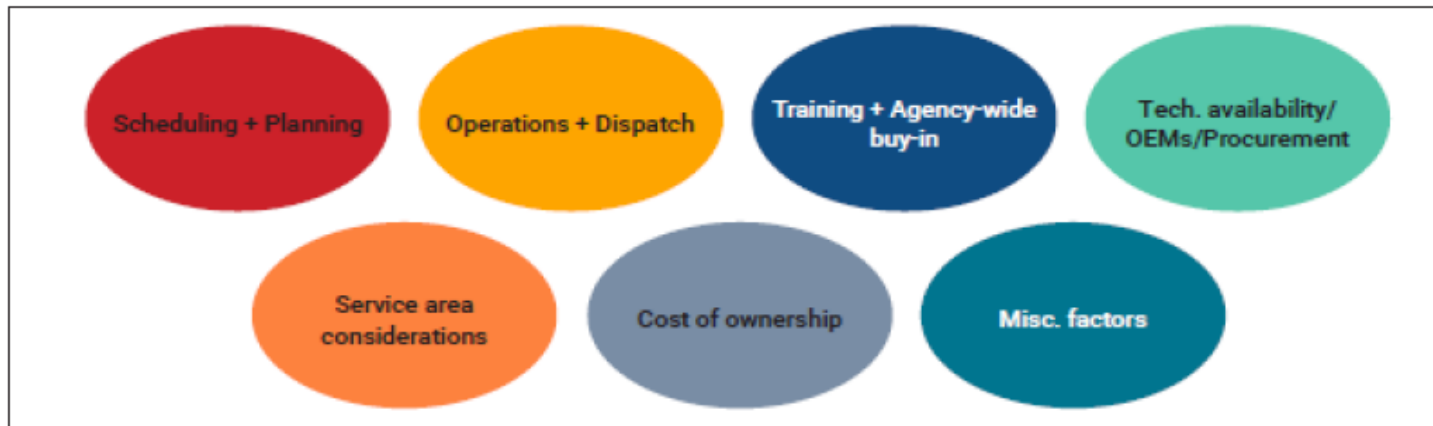 Scheduling + Planning
Operations + Dispatch
Training + Agency-wide
buy-in
Tech. availability/
OEMs/Procurement
Service area
considerations
Cost of ownership
Misc. factors